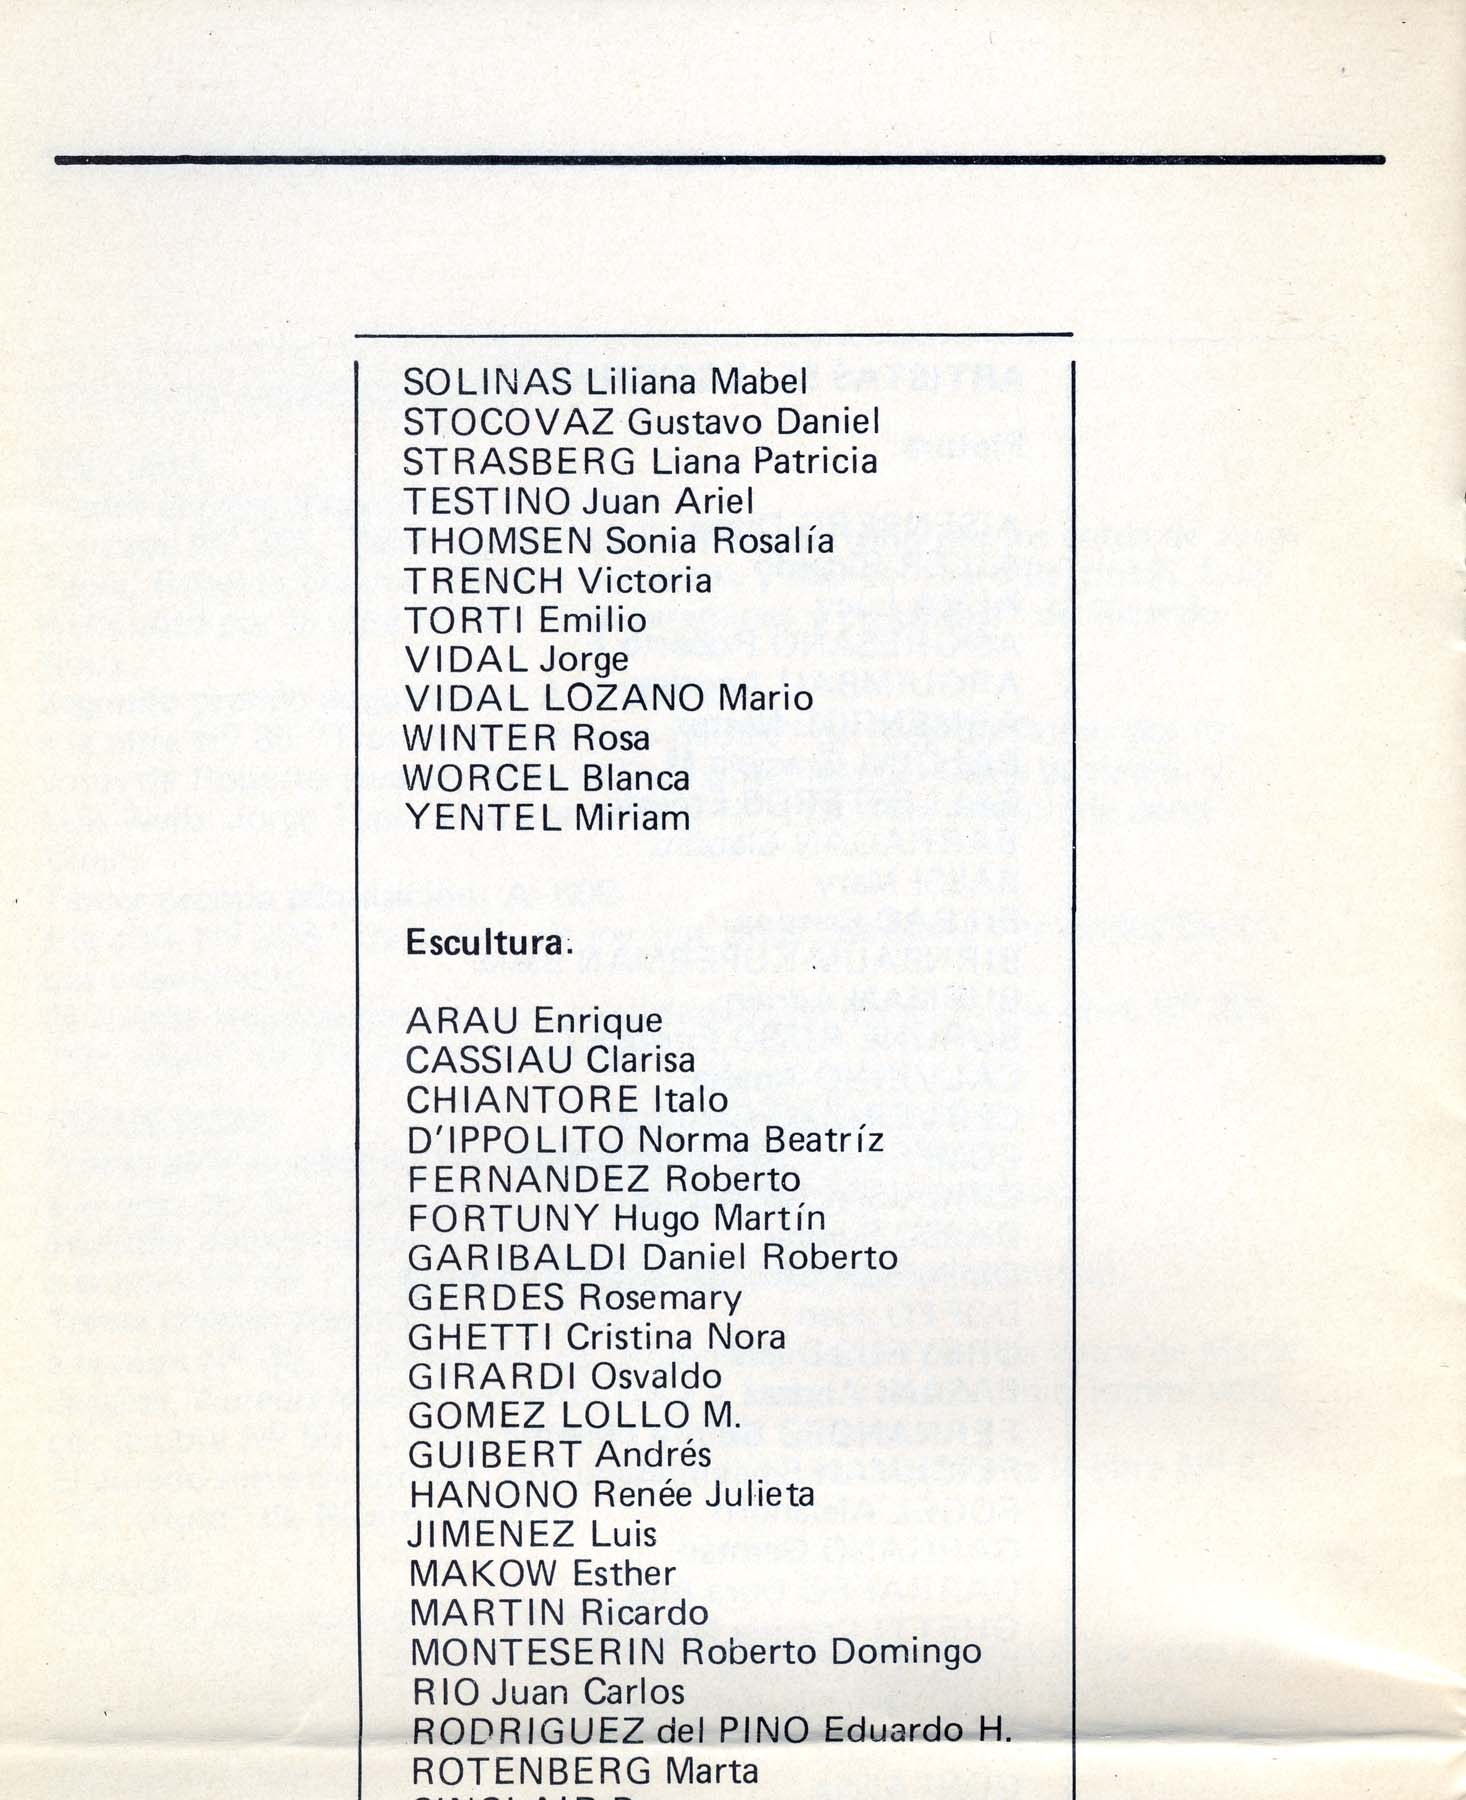 SOLINAS Liliana Mabel
STOCOVAZ Gustavo Daniel
STRASBERG Liana Patricia
TESTINO Juan Ariel
THOMSEN Sonia Rosalía
TRENCH Victoria
TORTI Emilio
VIDAL Jorge
VIDAL LOZANO Mario
WINTER Rosa
WORCEL Blanca
YENTEL Miriam
Escultura.
ARAU Enrique
CASSIAU Clarisa
CHIANTORE Italo
D'IPPOLITO Norma Beatríz
FERNANDEZ Roberto
FORTUNY Hugo Martín
GARIBALDI Daniel Roberto
GERDES Rosemary
GHETTI Cristina Nora
GIRARDI Osvaldo
GOMEZ LOLLO M.
GUIBERT Andrés
HANONO Renée Julieta
JIMENEZ Luis
MAKOW Esther
MARTIN Ricardo
MONTESERIN Roberto Domingo
RIO Juan Carlos
RODRIGUEZ del PINO Eduardo H.
ROTENBERG Marta